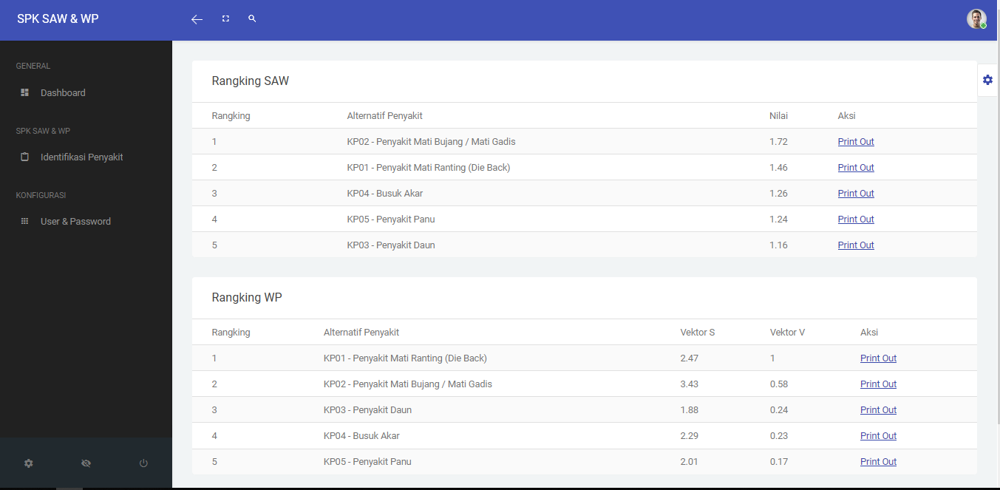 SPK SAW & WP
GENERAL
Dashboard
SPK SAW & WP
Identifikasi Penyakit
KONFIGURASI
User & Password
Rangking SAW
Rangking Alternatif Penyakit Nilai Aksi
1 KP02 - Penyakit Mati Bujang / Mati Gadis 1.72 Print Out
2 KP01 - Penyakit Mati Ranting (Die Back) 1.46 Print Out
3 KP04 - Busuk Akar 1.26 Print Out
4 KP05 - Penyakit Panu 1.24 Print Out
5 KP03 - Penyakit Daun 1.16 Print Out
Rangking WP
Rangking Alternatif Penyakit Vektor S Vektor V Aksi
1 KP01 - Penyakit Mati Ranting (Die Back) 2.47 1 Print Out
2 KP02 - Penyakit Mati Bujang / Mati Gadis 3.43 0.58 Print Out
3 KP03 - Penyakit Daun 1.88 0.24 Print Out
4 KP04 - Busuk Akar 2.29 0.23 Print Out
5 KP05 - Penyakit Panu 2.01 0.17 Print Out